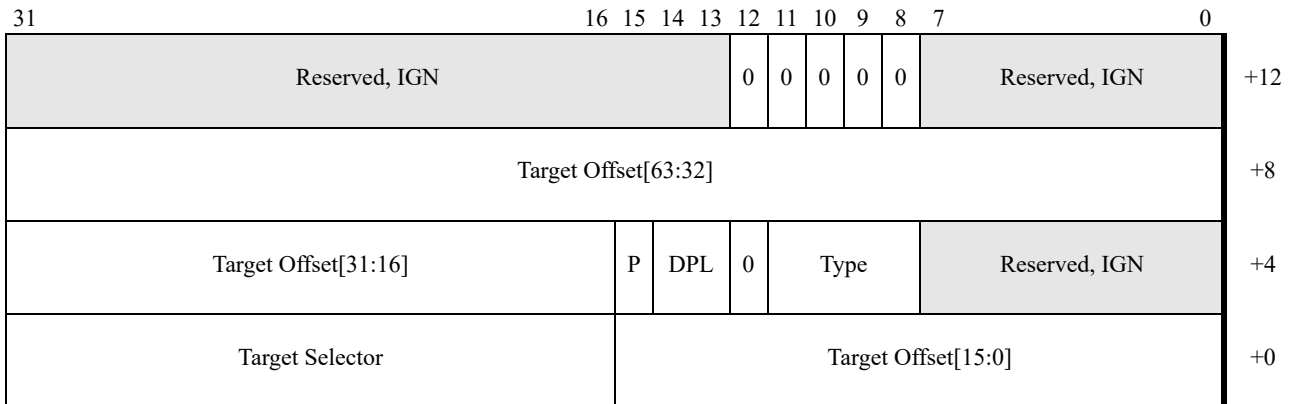 31 16 15 14 13 12 11 10 9 8 7 0
Reserved, IGN 0 0 0 0 0 Reserved, IGN +12
Target Offset[63:32] +8
Target Offset[31:16] P DPL 0 Type Reserved, IGN +4
Target Selector Target Offset[15:0] +0